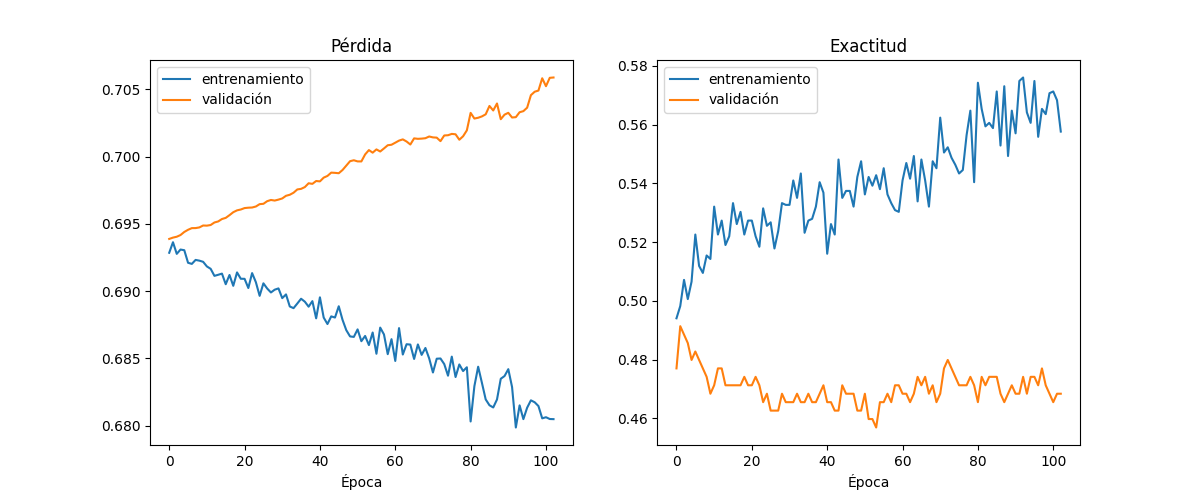 Pérdida
entrenamiento
validación
0.705
0.700
0.695
0.690
0.685
0.680
0 20 40 60 80 100
Época
Exactitud
entrenamiento
validación
0.58
0.56
0.54
0.52
0.50
0.48
0.46
0 20 40 60 80 100
Época